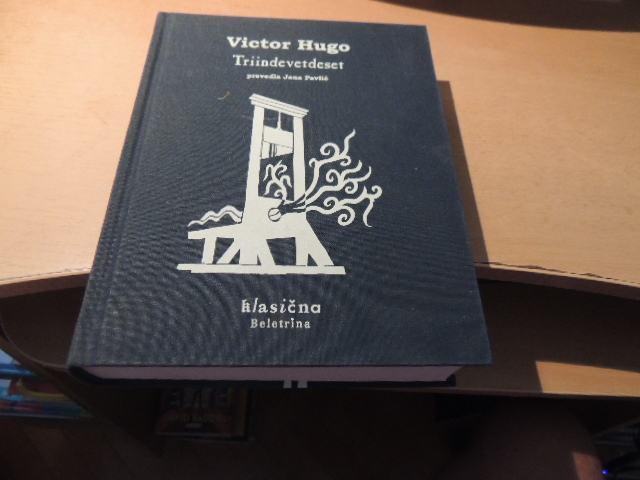 Victor Hugo
Triindevetdeset
prevedla Jana Pavlič
klasična
Beletrina